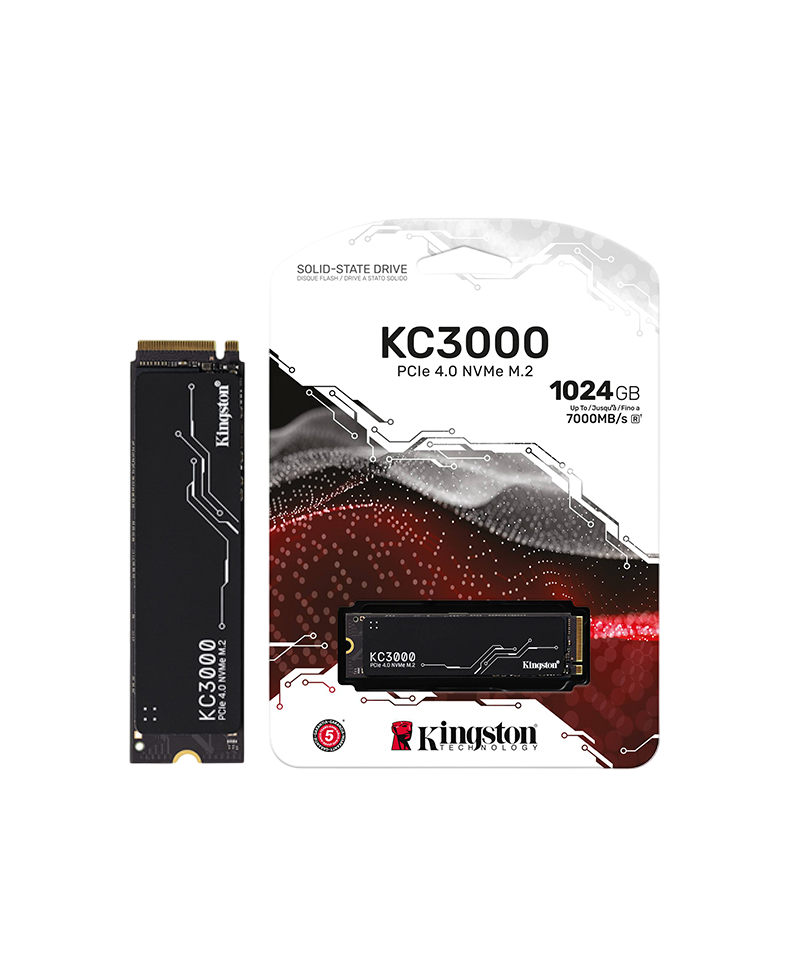 SOLID-STATE DRIVE
DISQUE FLASH / DRIVE A STATO SOLIDO
KC3000
PCIe 4.0 NVMe M.2
1024GB
Up To / Jusqu'à / Fino a
7000MB/s R¹
Kingston
KC3000
PCIe 4.0 NVMe M.2
KC3000
PCIe 4.0 NVMe M.2
Kingston
5
Kingston
TECHNOLOGY